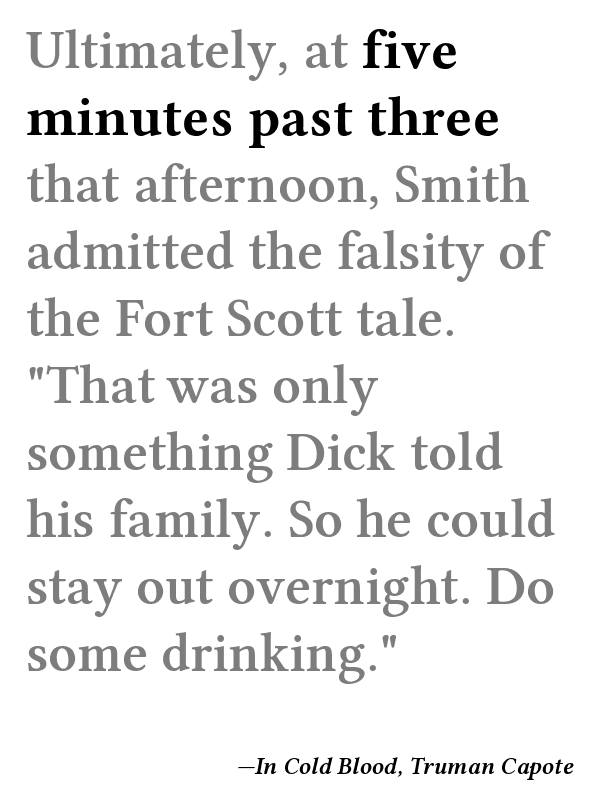 Ultimately, at five
minutes past three
that afternoon, Smith
admitted the falsity of
the Fort Scott tale.
"That was only
something Dick told
his family. So he could
stay out overnight. Do
some drinking."
—In Cold Blood, Truman Capote